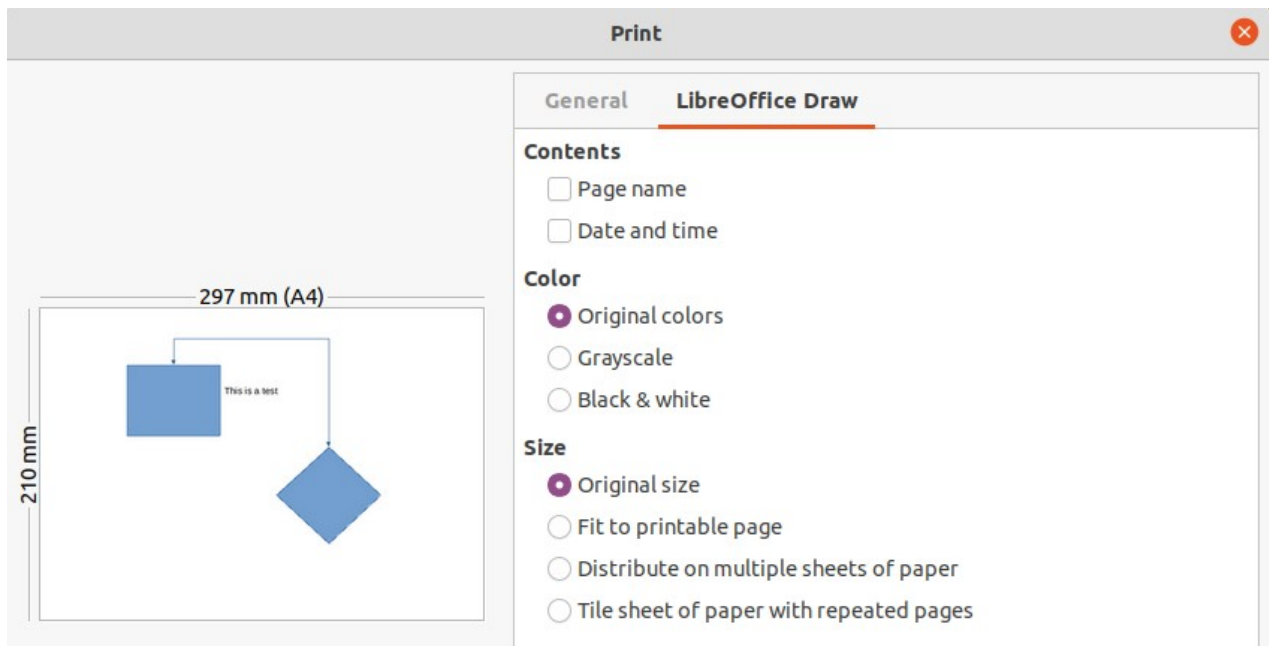 Print
General LibreOffice Draw
Contents
Page name
Date and time
Color
Original colors
Grayscale
Black & white
Size
Original size
Fit to printable page
Distribute on multiple sheets of paper
Tile sheet of paper with repeated pages
297 mm (A4)
210 mm
This is a test